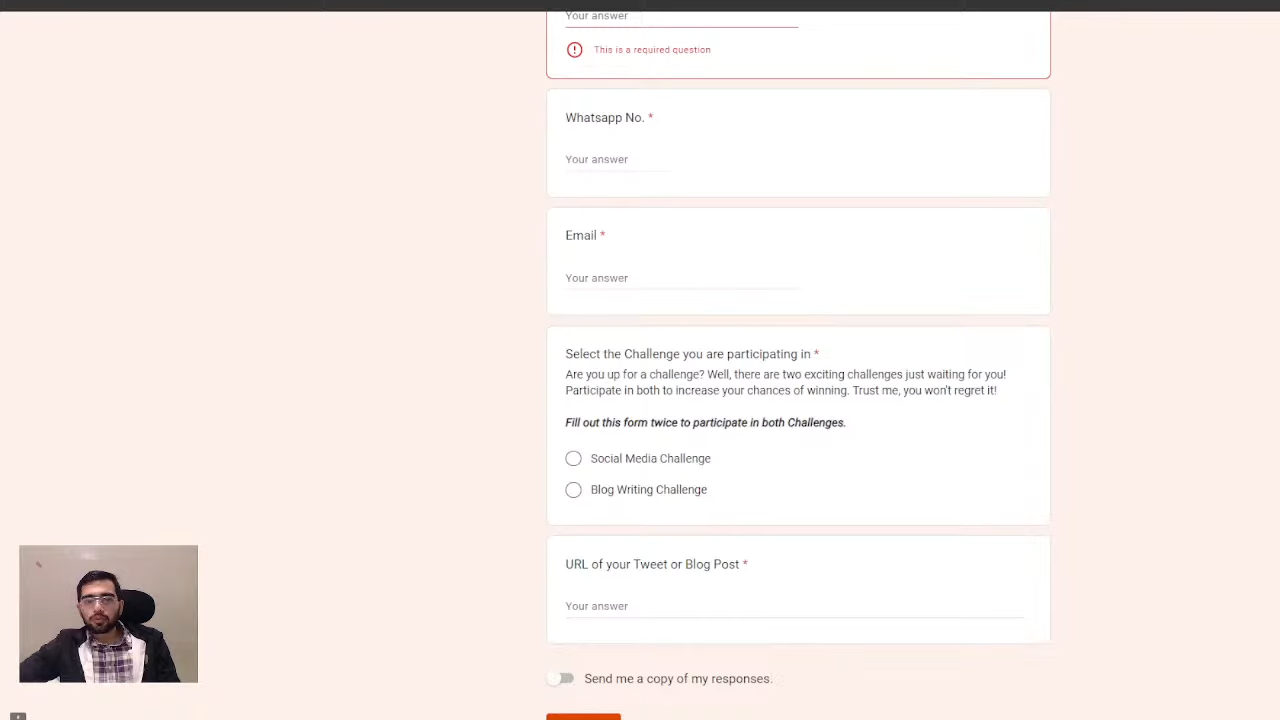 Your answer
This is a required question
Whatsapp No. *
Your answer
Email *
Your answer
Select the Challenge you are participating in *
Are you up for a challenge? Well, there are two exciting challenges just waiting for you!
Participate in both to increase your chances of winning. Trust me, you won't regret it!
Fill out this form twice to participate in both Challenges.
Social Media Challenge
Blog Writing Challenge
URL of your Tweet or Blog Post *
Your answer
Send me a copy of my responses.